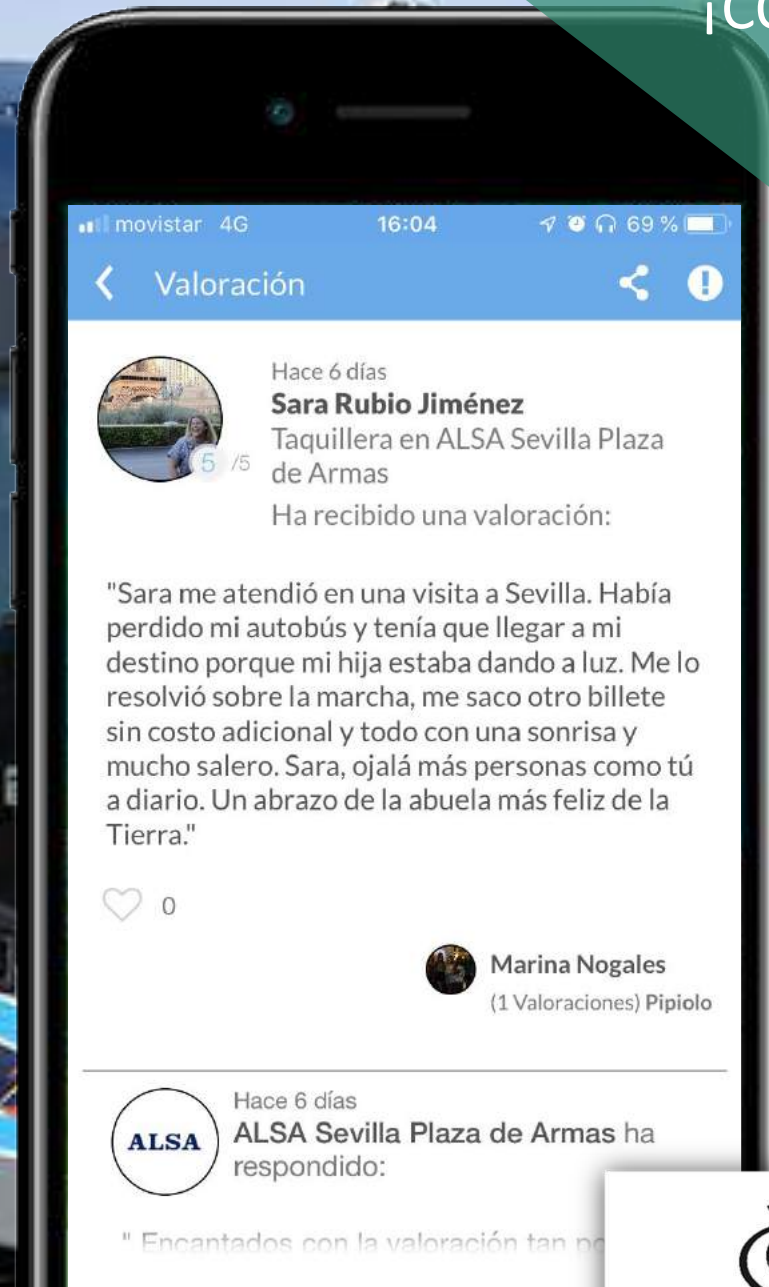 ¡CO
movistar 4G 16:04 69 %
Valoración
Hace 6 días
Sara Rubio Jiménez
5 /5
Taquillera en ALSA Sevilla Plaza
de Armas
Ha recibido una valoración:
"Sara me atendió en una visita a Sevilla. Había
perdido mi autobús y tenía que llegar a mi
destino porque mi hija estaba dando a luz. Me lo
resolvió sobre la marcha, me saco otro billete
sin costo adicional y todo con una sonrisa y
mucho salero. Sara, ojalá más personas como tú
a diario. Un abrazo de la abuela más feliz de la
Tierra."
0
Marina Nogales
(1 Valoraciones) Pipiolo
Hace 6 días
ALSA
ALSA Sevilla Plaza de Armas ha
respondido:
" Encantados con la valoración tan po